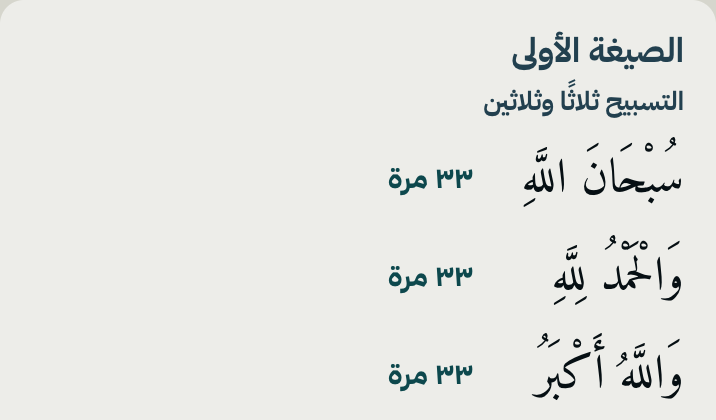 الصيغة الأولى
التسبيح ثلاثًا وثلاثين
سُبْحَانَ اللَّهِ ٣٣ مرة
وَالْحَمْدُ لِلَّهِ ٣٣ مرة
وَاللَّهُ أَكْبَرُ ٣٣ مرة